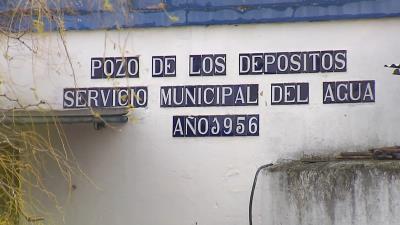 POZO DE LOS DEPOSITOS
SERVICIO MUNICIPAL DEL AGUA
AÑO 1956